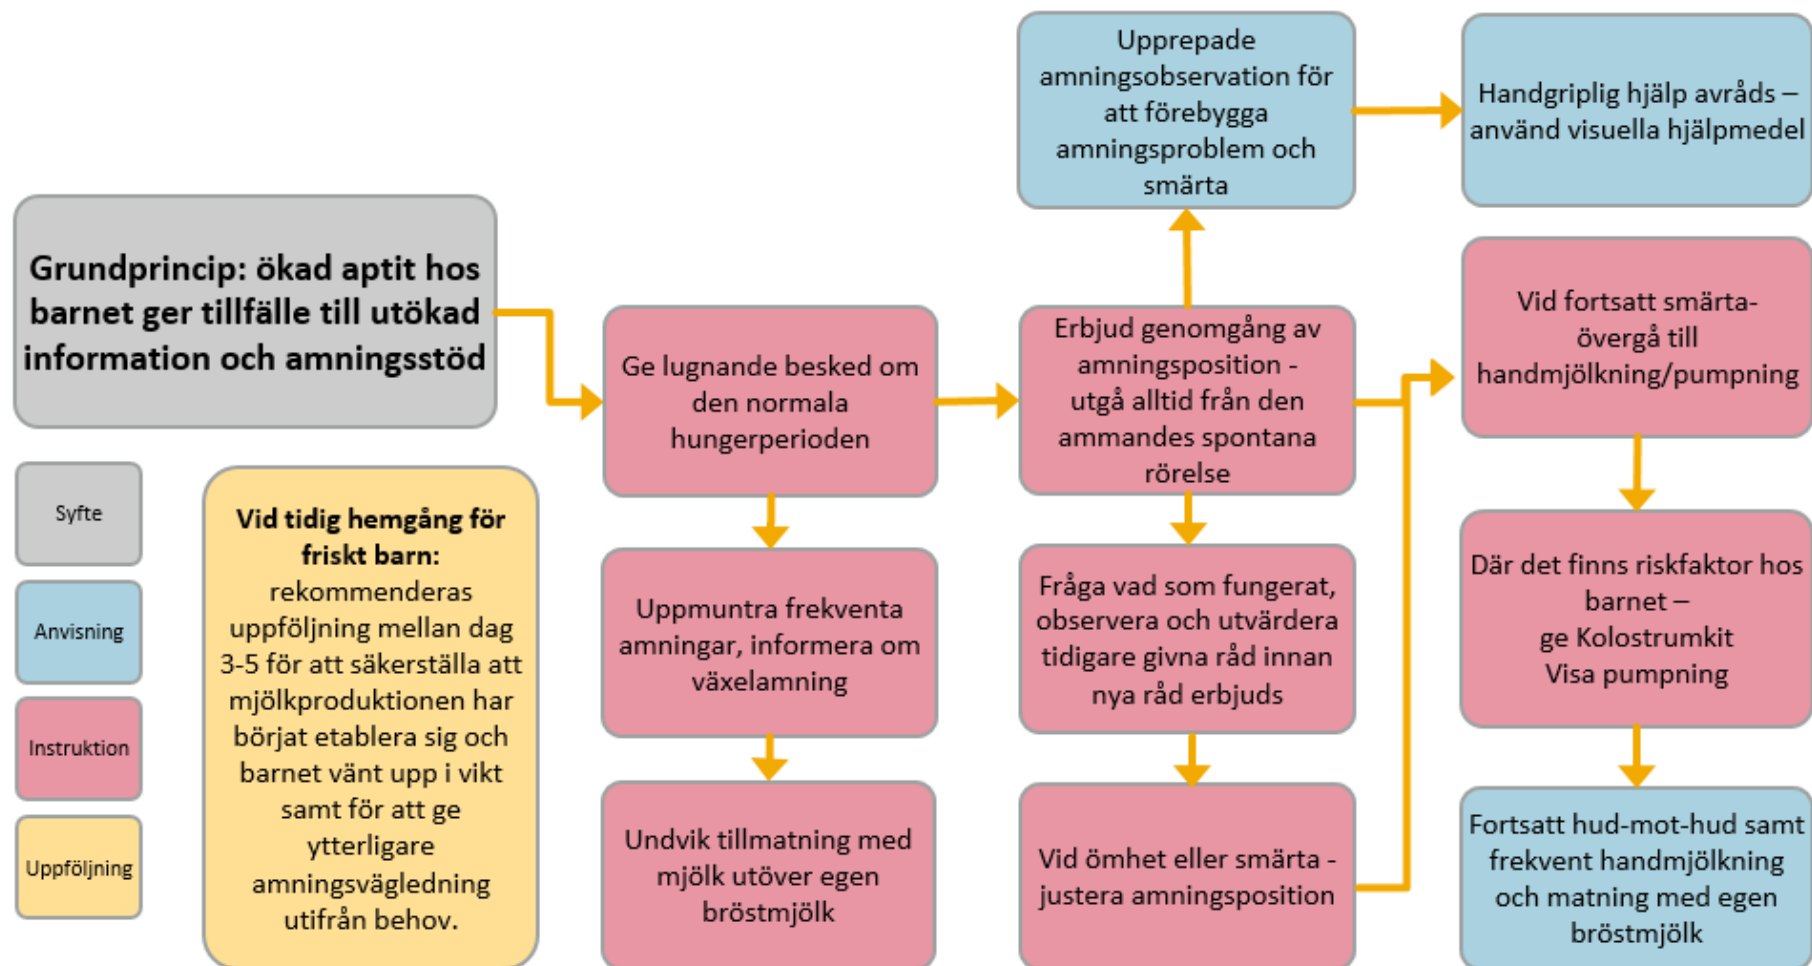 Grundprincip: ökad aptit hos
barnet ger tillfälle till utökad
information och amningsstöd
Syfte
Anvisning
Instruktion
Uppföljning
Vid tidig hemgång för
friskt barn:
rekommenderas
uppföljning mellan dag
3-5 för att säkerställa att
mjölkproduktionen har
börjat etablera sig och
barnet vänt upp i vikt
samt för att ge
ytterligare
amningsvägledning
utifrån behov.
Ge lugnande besked om
den normala
hungerperioden
Uppmuntra frekventa
amningar, informera om
växelamning
Undvik tillmatning med
mjölk utöver egen
bröstmjölk
Upprepade
amningsobservation för
att förebygga
amningsproblem och
smärta
Erbjud genomgång av
amningsposition -
utgå alltid från den
ammandes spontana
rörelse
Fråga vad som fungerat,
observera och utvärdera
tidigare givna råd innan
nya råd erbjuds
Vid ömhet eller smärta -
justera amningsposition
Handgriplig hjälp avråds –
använd visuella hjälpmedel
Vid fortsatt smärta-
övergå till
handmjölkning/pumpning
Där det finns riskfaktor hos
barnet –
ge Kolostrumkit
Visa pumpning
Fortsatt hud-mot-hud samt
frekvent handmjölkning
och matning med egen
bröstmjölk